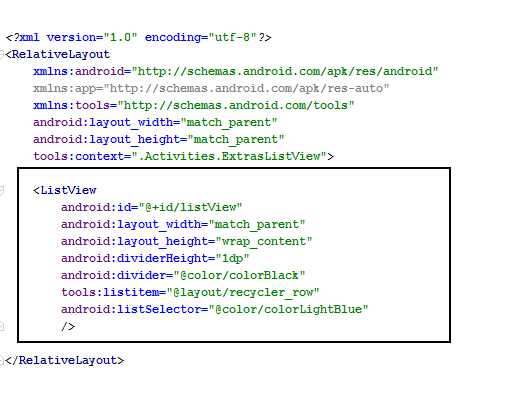 <?xml version="1.0" encoding="utf-8"?>
<RelativeLayout
xmlns:android="http://schemas.android.com/apk/res/android"
xmlns:app="http://schemas.android.com/apk/res-auto"
xmlns:tools="http://schemas.android.com/tools"
android:layout_width="match_parent"
android:layout_height="match_parent"
tools:context=".Activities.ExtrasListView">
<ListView
android:id="@+id/listView"
android:layout_width="match_parent"
android:layout_height="wrap_content"
android:dividerHeight="1dp"
android:divider="@color/colorBlack"
tools:listitem="@layout/recycler_row"
android:listSelector="@color/colorLightBlue"
/>
</RelativeLayout>